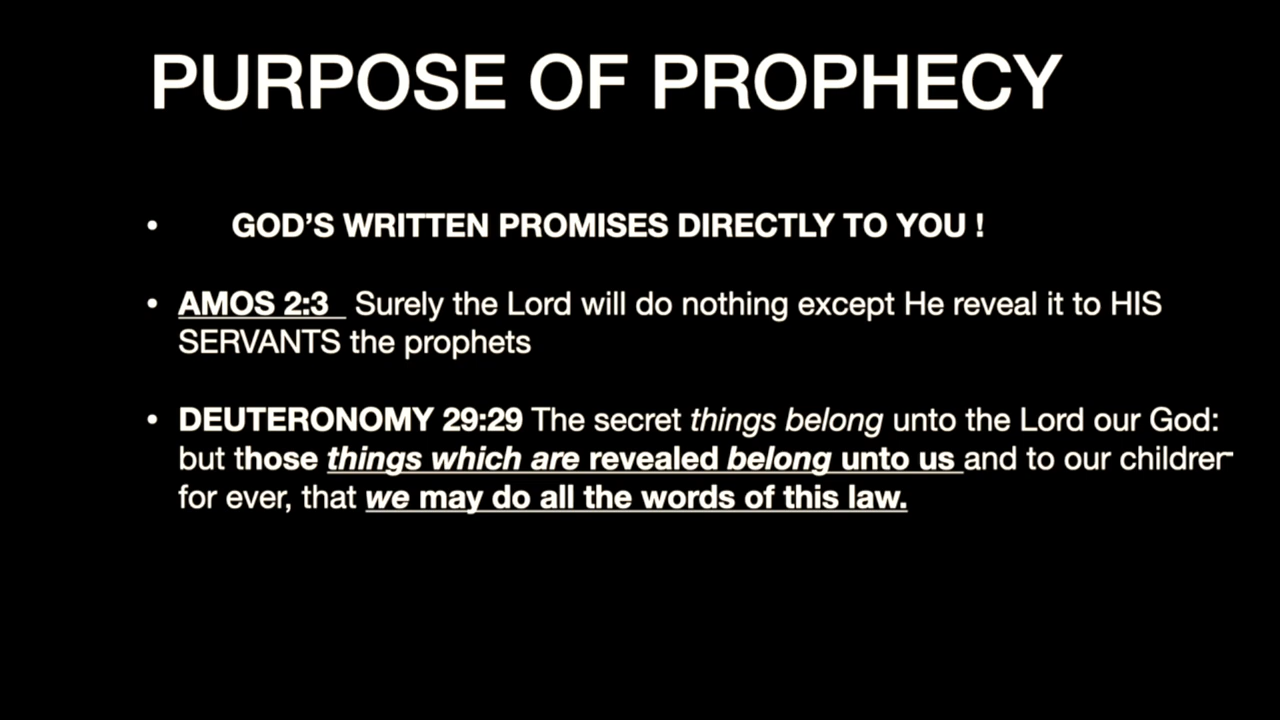 PURPOSE OF PROPHECY
• GOD'S WRITTEN PROMISES DIRECTLY TO YOU !
• AMOS 2:3 Surely the Lord will do nothing except He reveal it to HIS
SERVANTS the prophets
• DEUTERONOMY 29:29 The secret things belong unto the Lord our God:
but those things which are revealed belong unto us and to our children
for ever, that we may do all the words of this law.